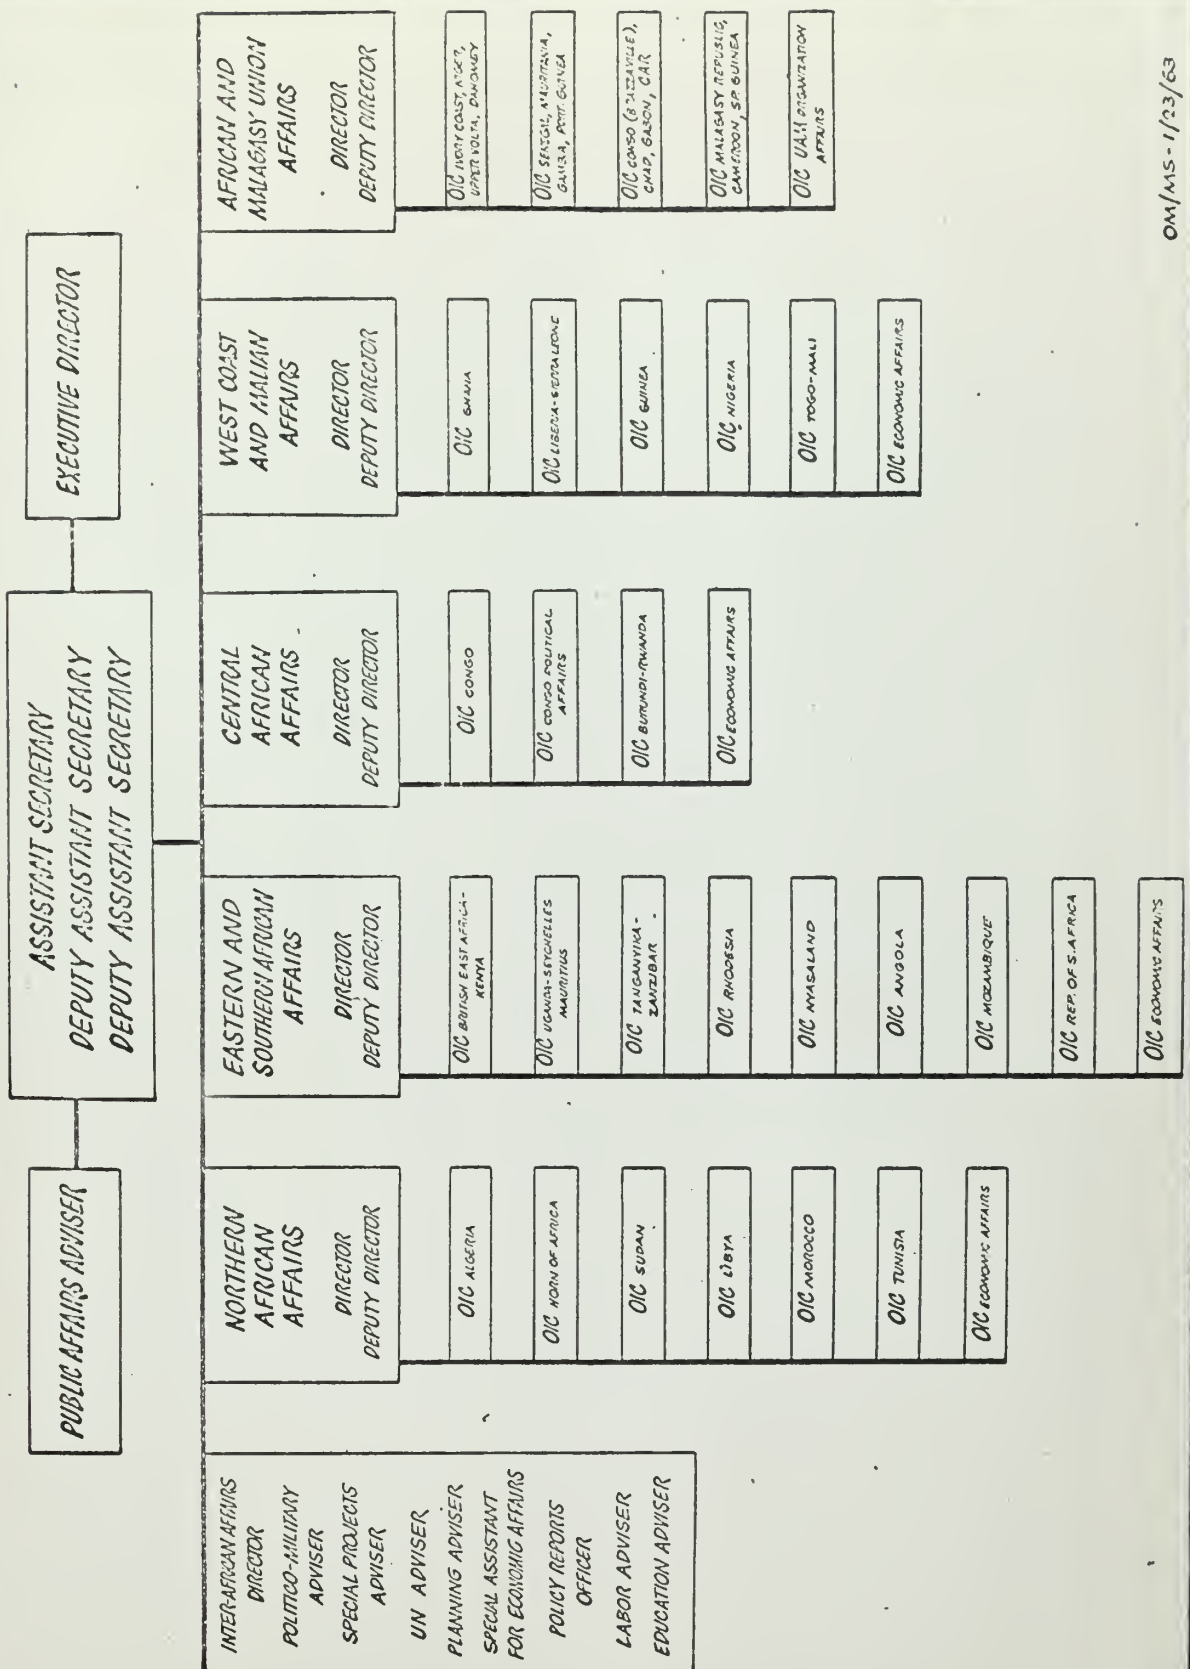 ASSISTANT SECRETARY
DEPUTY ASSISTANT SECRETARY
DEPUTY ASSISTANT SECRETARY
PUBLIC AFFAIRS ADVISER
EXECUTIVE DIRECTOR
INTER-AFRICAN AFFAIRS
DIRECTOR
POLITICO-MILITARY
ADVISER
SPECIAL PROJECTS
ADVISER
UN ADVISER
PLANNING ADVISER
SPECIAL ASSISTANT
FOR ECONOMIC AFFAIRS
POLICY REPORTS
OFFICER
LABOR ADVISER
EDUCATION ADVISER
NORTHERN
AFRICAN
AFFAIRS
DIRECTOR
DEPUTY DIRECTOR
OIC ALGERIA
OIC HORN OF AFRICA
OIC SUDAN
OIC LIBYA
OIC MOROCCO
OIC TUNISIA
OIC ECONOMIC AFFAIRS
EASTERN AND
SOUTHERN AFRICAN
AFFAIRS
DIRECTOR
DEPUTY DIRECTOR
OIC BRITISH EAST AFRICA-
KENYA
OIC UGANDA-SEYCHELLES
MAURITIUS
OIC TANGANYIKA-
ZANZIBAR
OIC RHODESIA
OIC NYASALAND
OIC ANGOLA
OIC MOZAMBIQUE
OIC REP. OF S. AFRICA
OIC ECONOMIC AFFAIRS
CENTRAL
AFRICAN
AFFAIRS
DIRECTOR
DEPUTY DIRECTOR
OIC CONGO
OIC CONGO POLITICAL
AFFAIRS
OIC BURUNDI-RWANDA
OIC ECONOMIC AFFAIRS
WEST COAST
AND MALIAN
AFFAIRS
DIRECTOR
DEPUTY DIRECTOR
OIC GHANA
OIC LIBERIA-SIERRA LEONE
OIC GUINEA
OIC NIGERIA
OIC TOGO-MALI
OIC ECONOMIC AFFAIRS
AFRICAN AND
MALAGASY UNION
AFFAIRS
DIRECTOR
DEPUTY DIRECTOR
OIC IVORY COAST, NIGER,
UPPER VOLTA, DAHOMEY
OIC SENEGAL, MAURITANIA,
GAMBIA, PORT. GUINEA
OIC CONGO (BRAZZAVILLE),
CHAD, GABON, CAR
OIC MALAGASY REPUBLIC,
CAMEROON, SP. GUINEA
OIC UAM ORGANIZATION
AFFAIRS
OM/MS-1/23/63